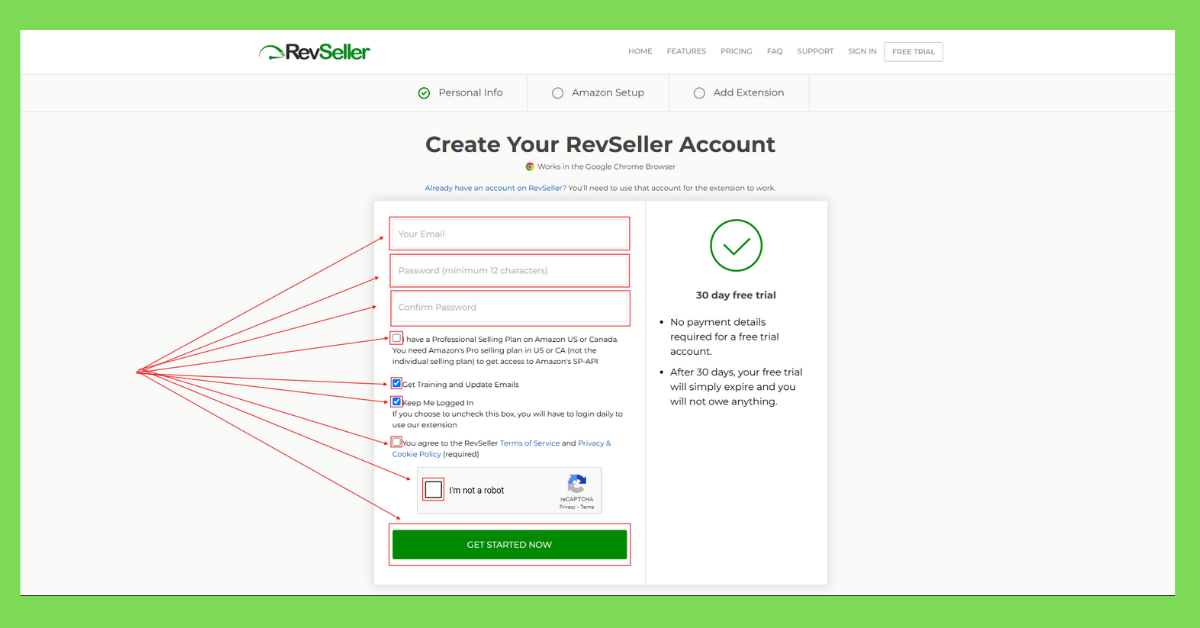 RevSeller
HOME FEATURES PRICING FAQ SUPPORT SIGN IN FREE TRIAL
Personal Info Amazon Setup Add Extension
Create Your RevSeller Account
Works in the Google Chrome Browser
Already have an account on RevSeller? You'll need to use that account for the extension to work.
Your Email
Password (minimum 12 characters)
Confirm Password
I have a Professional Selling Plan on Amazon US or Canada.
You need Amazon's Pro selling plan in US or CA (not the
individual selling plan) to get access to Amazon's SP-API
Get Training and Update Emails
Keep Me Logged In
If you choose to uncheck this box, you will have to login daily to
use our extension
You agree to the RevSeller Terms of Service and Privacy &
Cookie Policy (required)
I'm not a robot
reCAPTCHA
Privacy - Terms
GET STARTED NOW
30 day free trial
• No payment details
required for a free trial
account.
• After 30 days, your free trial
will simply expire and you
will not owe anything.